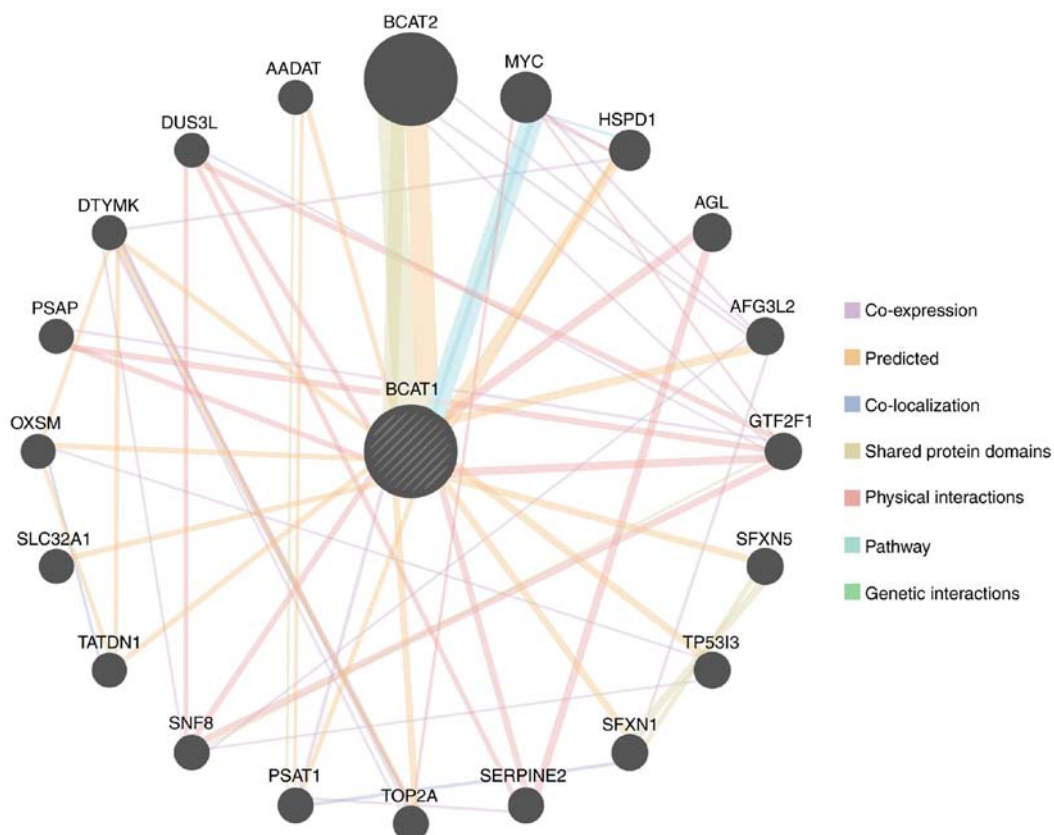 BCAT2
MYC
AADAT
HSPD1
DUS3L
AGL
DTYMK
AFG3L2
PSAP
BCAT1
GTF2F1
OXSM
SFXN5
SLC32A1
TP53I3
TATDN1
SFXN1
SNF8
SERPINE2
PSAT1
TOP2A
Co-expression
Predicted
Co-localization
Shared protein domains
Physical interactions
Pathway
Genetic interactions